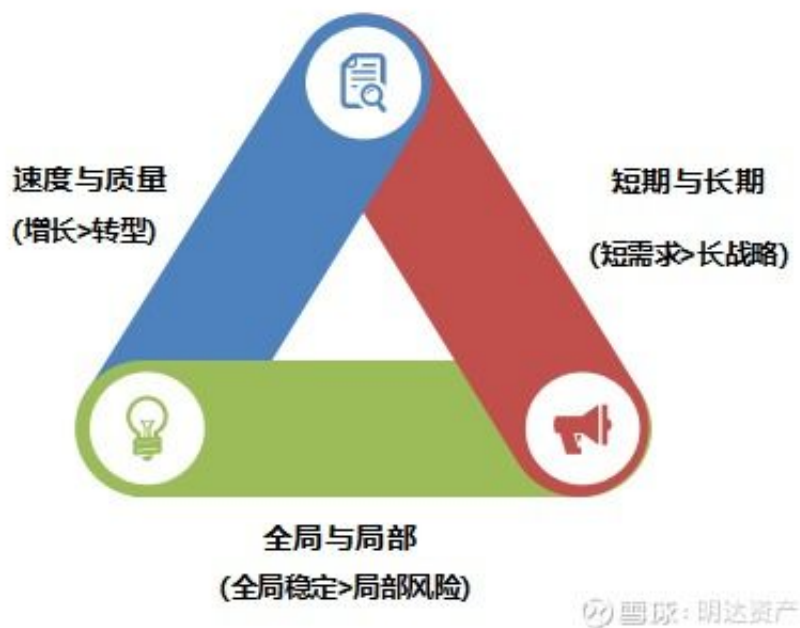 速度与质量
(增长>转型)
短期与长期
(短需求>长战略)
全局与局部
(全局稳定>局部风险)
雪球：明达资产